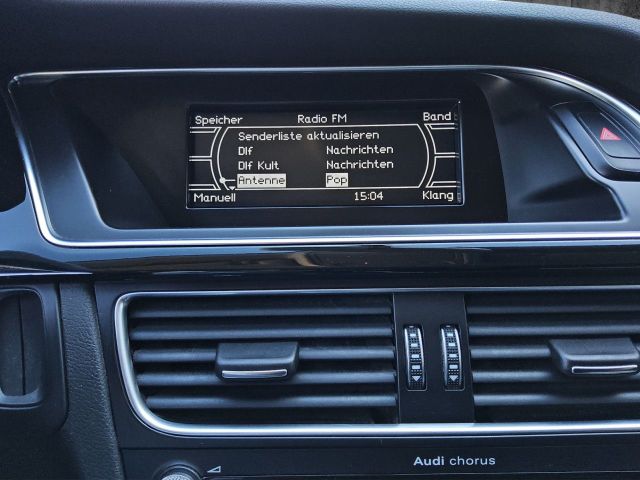 Speicher Radio FM Band
Senderliste aktualisieren
Dlf Nachrichten
Dlf Kult Nachrichten
Antenne Pop
Manuell 15:04 Klang
Audi chorus